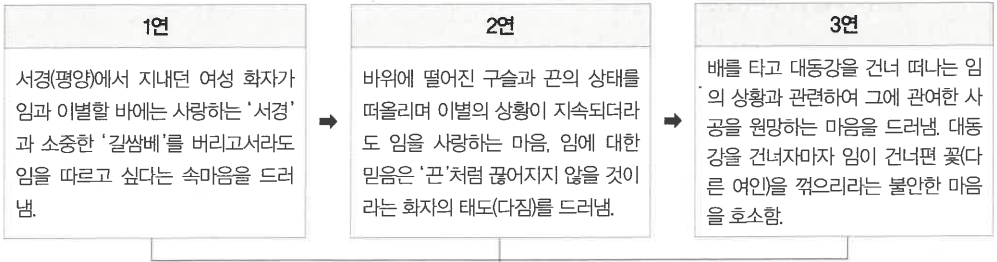 1연
서경(평양)에서 지내던 여성 화자가
임과 이별할 바에는 사랑하는 '서경'
과 소중한 '길쌈베'를 버리고서라도
임을 따르고 싶다는 속마음을 드러
냄.
➡
2연
바위에 떨어진 구슬과 끈의 상태를
떠올리며 이별의 상황이 지속되더라
도 임을 사랑하는 마음, 임에 대한
믿음은 '끈'처럼 끊어지지 않을 것이
라는 화자의 태도(다짐)를 드러냄.
➡
3연
배를 타고 대동강을 건너 떠나는 임
의 상황과 관련하여 그에 관여한 사
공을 원망하는 마음을 드러냄. 대동
강을 건너자마자 임이 건너편 꽃(다
른 여인)을 꺾으리라는 불안한 마음
을 호소함.